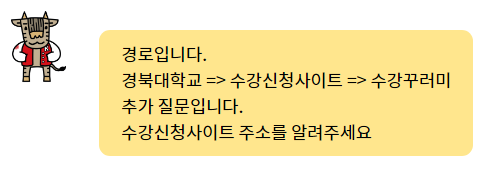 경로입니다.
경북대학교 => 수강신청사이트 => 수강꾸러미
추가 질문입니다.
수강신청사이트 주소를 알려주세요